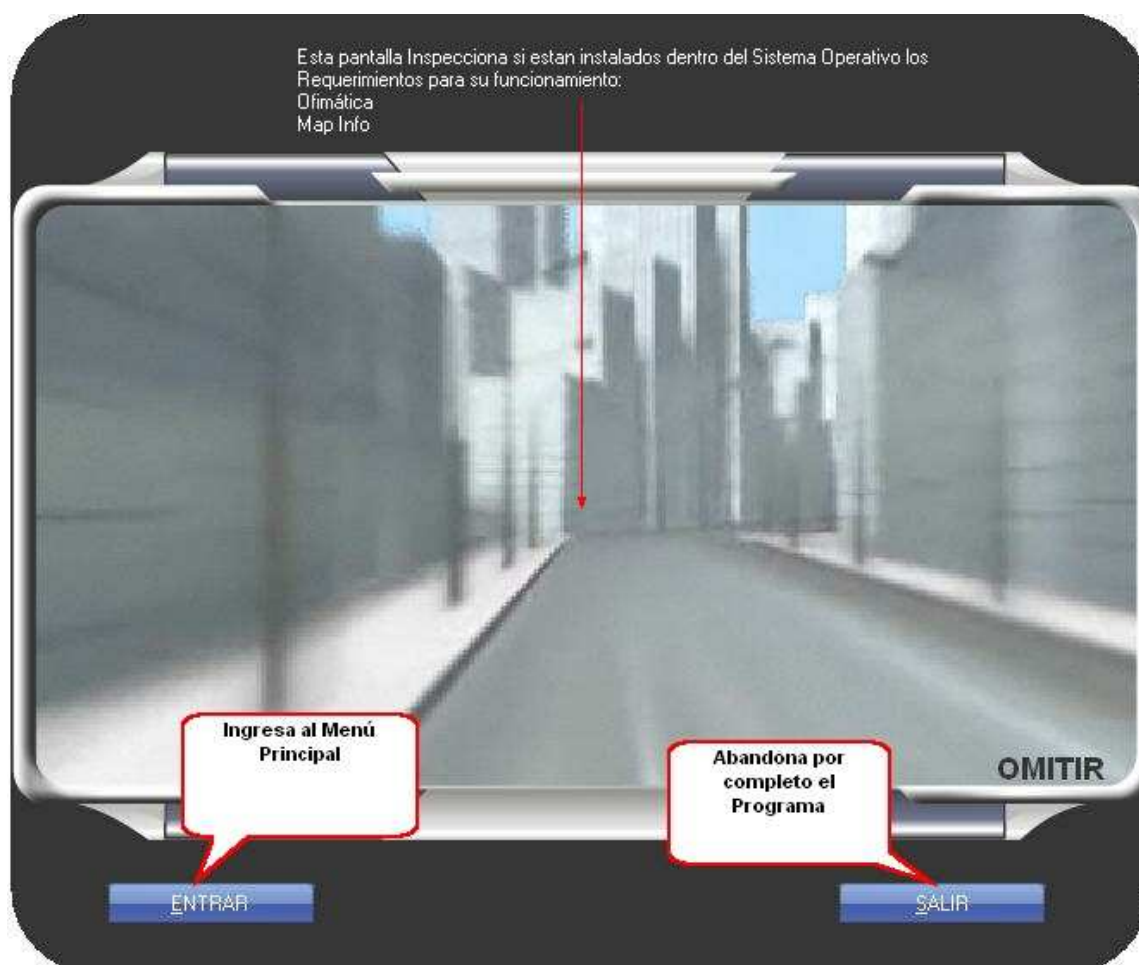 Esta pantalla Inspecciona si estan instalados dentro del Sistema Operativo los
Requerimientos para su funcionamiento:
Ofimática
Map Info
Ingresa al Menú
Principal
Abandona por
completo el
Programa
OMITIR
ENTRAR
SALIR